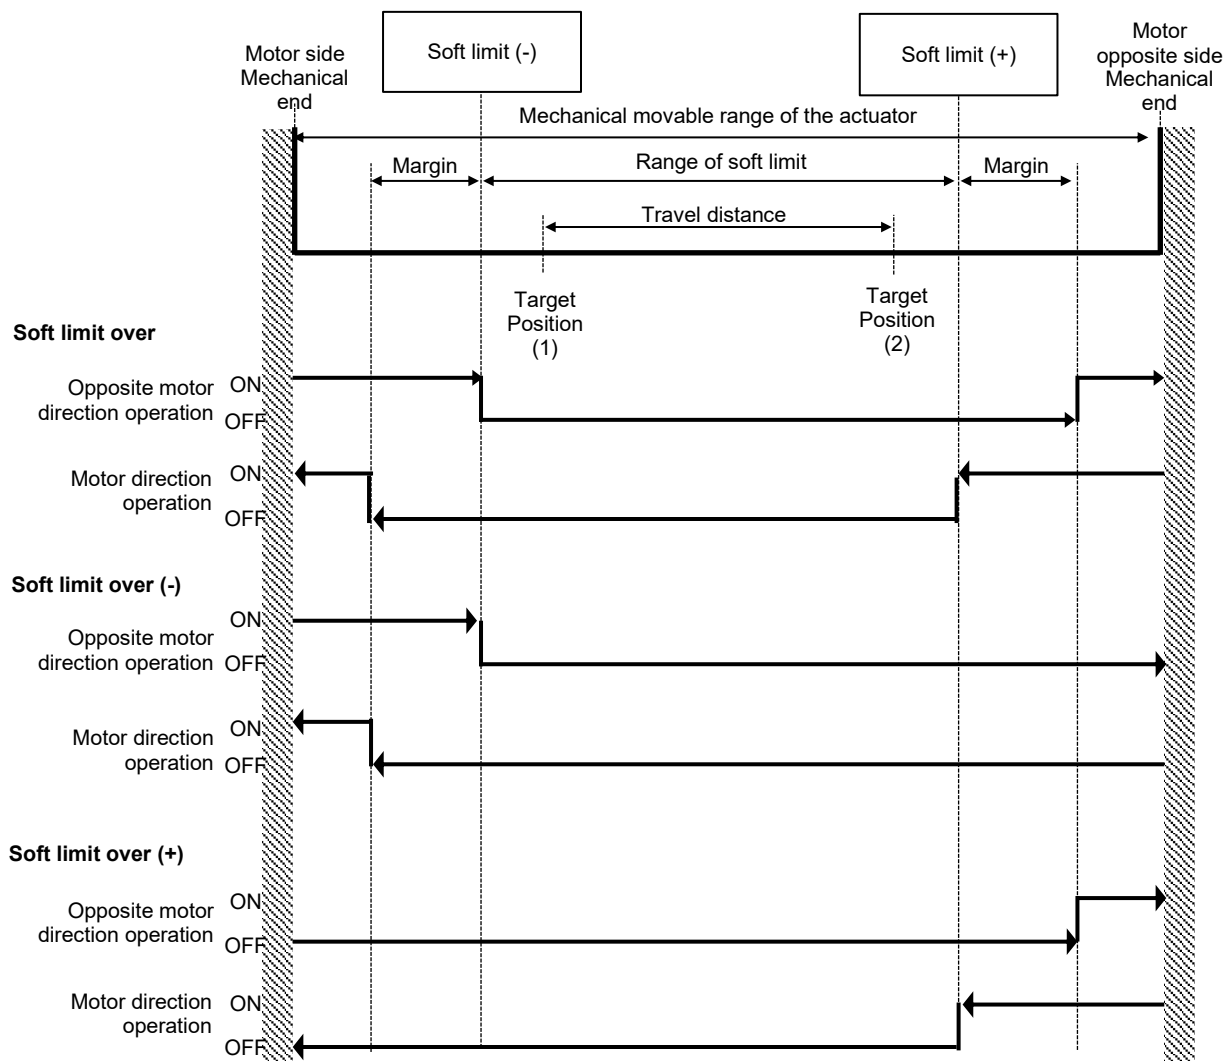 Motor side
Mechanical
end
Soft limit (-)
Soft limit (+)
Motor
opposite side
Mechanical
end
Mechanical movable range of the actuator
Margin
Range of soft limit
Margin
Travel distance
Target
Position
(1)
Target
Position
(2)
Soft limit over
Opposite motor
direction operation
ON
OFF
Motor direction
operation
ON
OFF
Soft limit over (-)
Opposite motor
direction operation
ON
OFF
Motor direction
operation
ON
OFF
Soft limit over (+)
Opposite motor
direction operation
ON
OFF
Motor direction
operation
ON
OFF